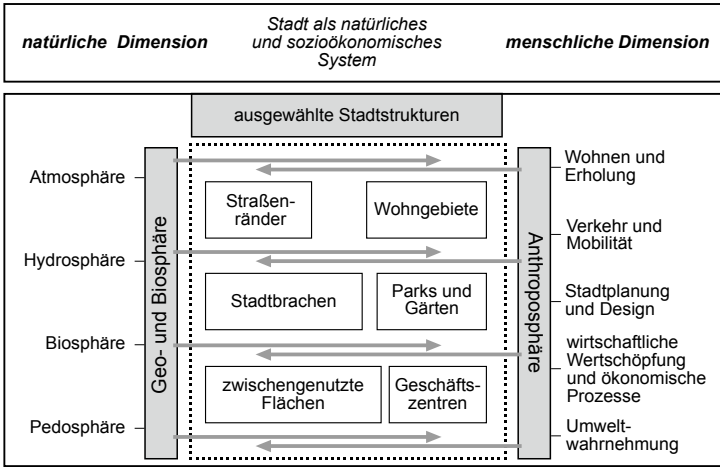 natürliche Dimension
Stadt als natürliches
und sozioökonomisches
System
menschliche Dimension
ausgewählte Stadtstrukturen
Atmosphäre
Hydrosphäre
Biosphäre
Pedosphäre
Geo- und Biosphäre
Straßen-
ränder
Wohngebiete
Stadtbrachen
Parks und
Gärten
zwischengenutzte
Flächen
Geschäfts-
zentren
Anthroposphäre
Wohnen und
Erholung
Verkehr und
Mobilität
Stadtplanung
und Design
wirtschaftliche
Wertschöpfung
und ökonomische
Prozesse
Umwelt-
wahrnehmung